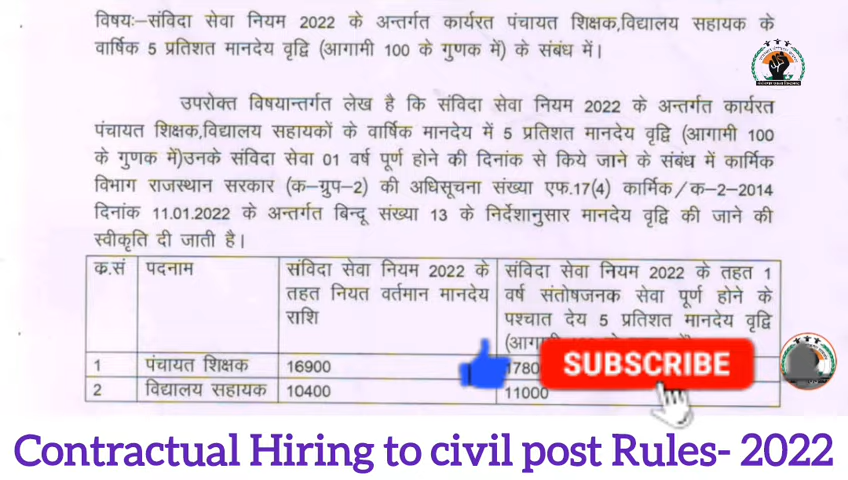 विषयः–संविदा सेवा नियम 2022 के अन्तर्गत कार्यरत पंचायत शिक्षक,विद्यालय सहायक के
वार्षिक 5 प्रतिशत मानदेय वृद्वि (आगामी 100 के गुणक में) के संबंध में।
उपरोक्त विषयान्तर्गत लेख है कि संविदा सेवा नियम 2022 के अन्तर्गत कार्यरत
पंचायत शिक्षक,विद्यालय सहायकों के वार्षिक मानदेय में 5 प्रतिशत मानदेय वृद्वि (आगामी 100
के गुणक में)उनके संविदा सेवा 01 वर्ष पूर्ण होने की दिनांक से किये जाने के संबंध में कार्मिक
विभाग राजस्थान सरकार (क–ग्रुप–2) की अधिसूचना संख्या एफ.17(4) कार्मिक/क–2–2014
दिनांक 11.01.2022 के अन्तर्गत बिन्दू संख्या 13 के निर्देशानुसार मानदेय वृद्वि की जाने की
स्वीकृति दी जाती है।
क.सं पदनाम संविदा सेवा नियम 2022 के संविदा सेवा नियम 2022 के तहत 1
तहत नियत वर्तमान मानदेय वर्ष संतोषजनक सेवा पूर्ण होने के
राशि पश्चात देय 5 प्रतिशत मानदेय वृद्वि
1 पंचायत शिक्षक 16900
SUBSCRIBE
2 विद्यालय सहायक 10400 11000
Contractual Hiring to civil post Rules- 2022